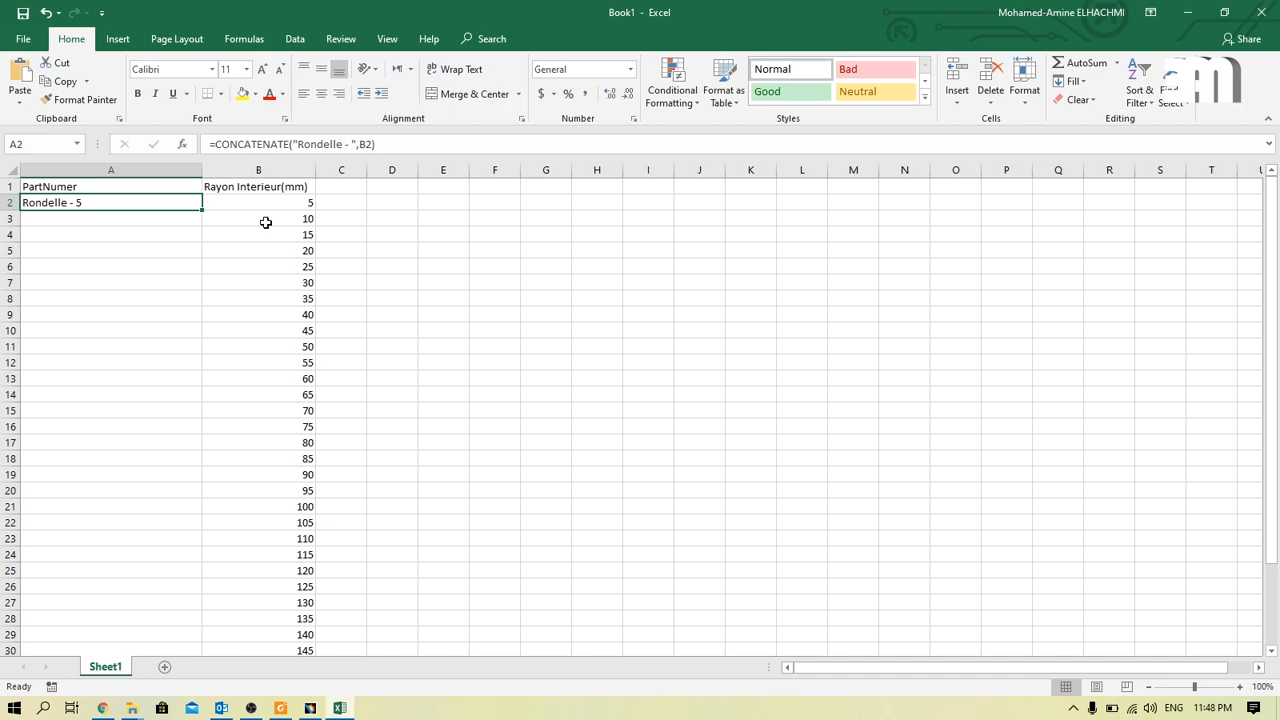 Book1 - Excel
Mohamed-Amine ELHACHMI
File Home Insert Page Layout Formulas Data Review View Help Search Share
Paste Cut Copy Format Painter Clipboard
Calibri 11 A A B I U A Font
ab Wrap Text Merge & Center Alignment
General $ % , Number
Conditional Formatting Format as Table Normal Bad Good Neutral Styles
Insert Delete Format Cells
AutoSum Fill Clear Sort & Filter Find & Select Editing
A2 fx =CONCATENATE("Rondelle - ",B2)
A B C D E F G H I J K L M N O P Q R S T U
1 PartNumer Rayon Interieur(mm)
2 Rondelle - 5 5
3 10
4 15
5 20
6 25
7 30
8 35
9 40
10 45
11 50
12 55
13 60
14 65
15 70
16 75
17 80
18 85
19 90
20 95
21 100
22 105
23 110
24 115
25 120
26 125
27 130
28 135
29 140
30 145
Sheet1
Ready 100%
11:48 PM